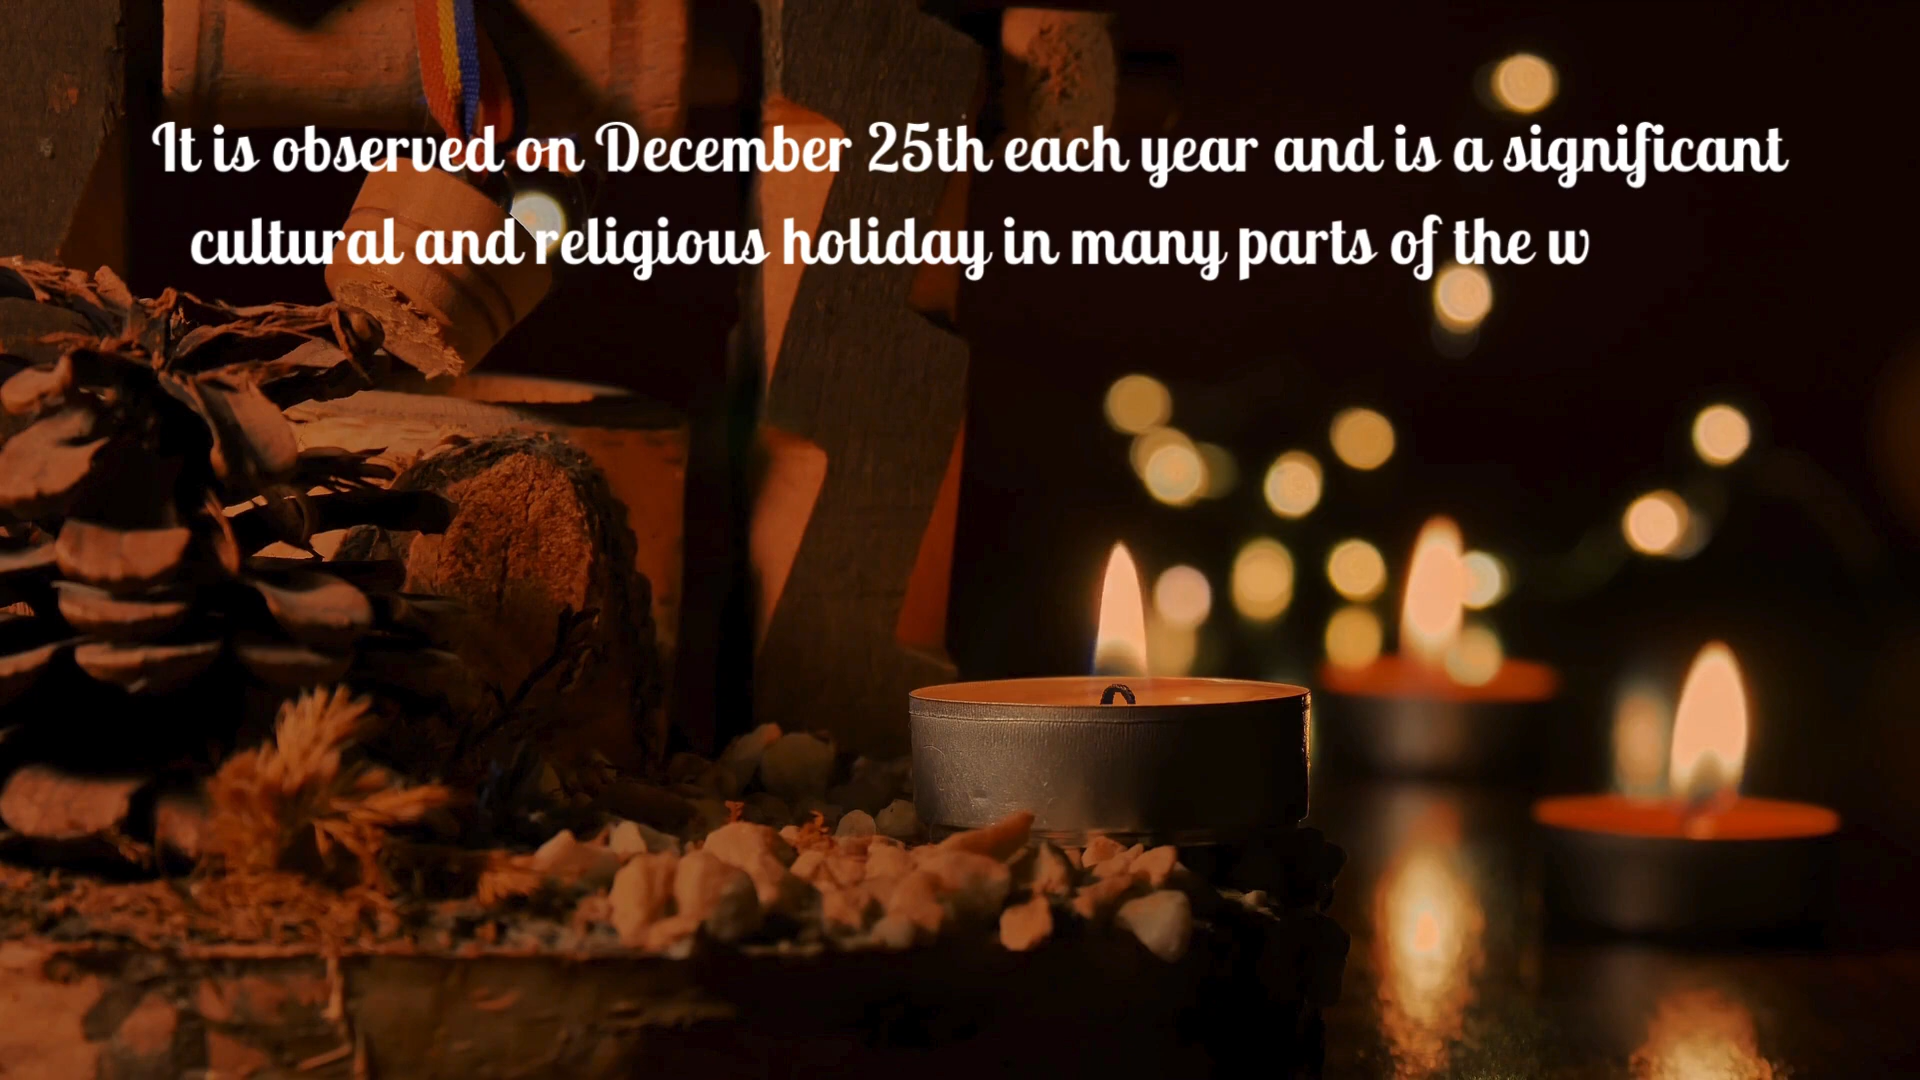 It is observed on December 25th each year and is a significant
cultural and religious holiday in many parts of the w